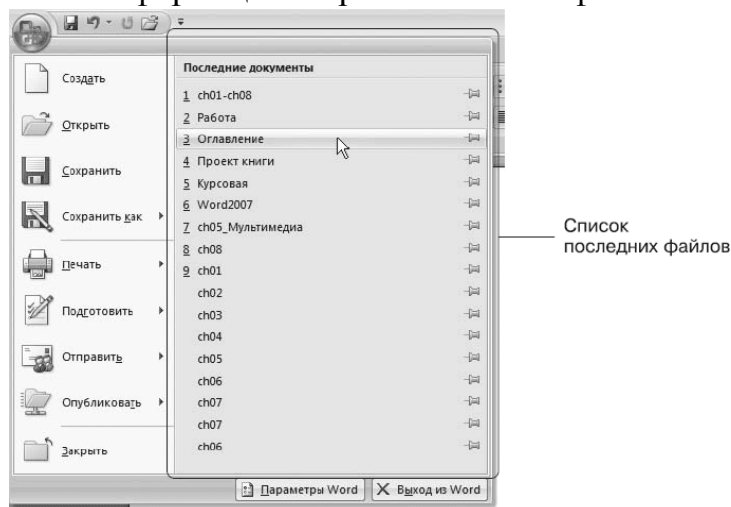 Последние документы
Создать
Открыть
Сохранить
Сохранить как
Печать
Подготовить
Отправить
Опубликовать
Закрыть
1 ch01-ch08
2 Работа
3 Оглавление
4 Проект книги
5 Курсовая
6 Word2007
7 ch05_Мультимедиа
8 ch08
9 ch01
ch02
ch03
ch04
ch05
ch06
ch07
ch07
ch06
Параметры Word
Выход из Word
Список
последних файлов